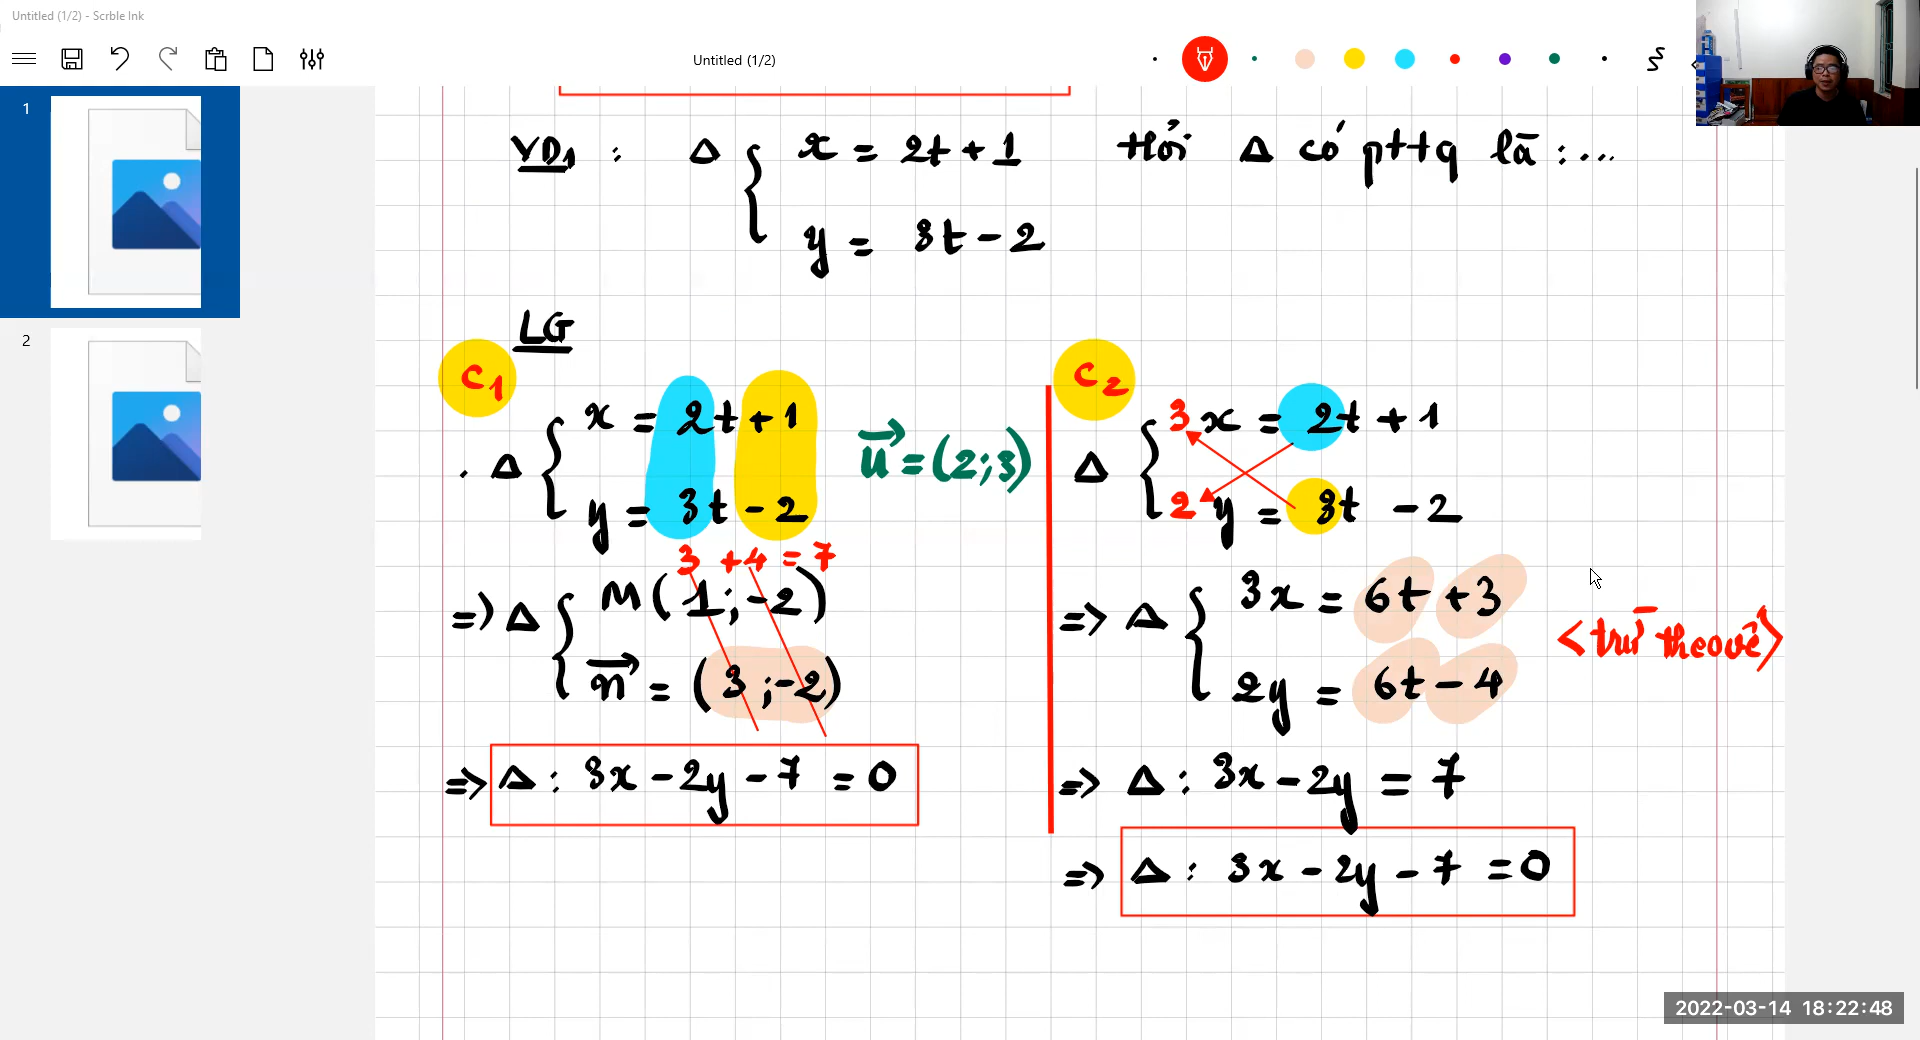 Untitled (1/2) - Scrble Ink
Untitled (1/2)
1
2
VD1 : Δ { x = 2t + 1
y = 3t - 2
Hỏi Δ có pttq là : ...
LG
C1
. Δ { x = 2t + 1
y = 3t - 2
u = (2;3)
3 + 4 = 7
=> Δ { M(1;-2)
n = (3;-2)
=> Δ : 3x - 2y - 7 = 0
C2
Δ { 3 x = 2t + 1
2 y = 3t - 2
=> Δ { 3x = 6t + 3
2y = 6t - 4
<trừ theo vế>
=> Δ : 3x - 2y = 7
=> Δ : 3x - 2y - 7 = 0
2022-03-14 18:22:48